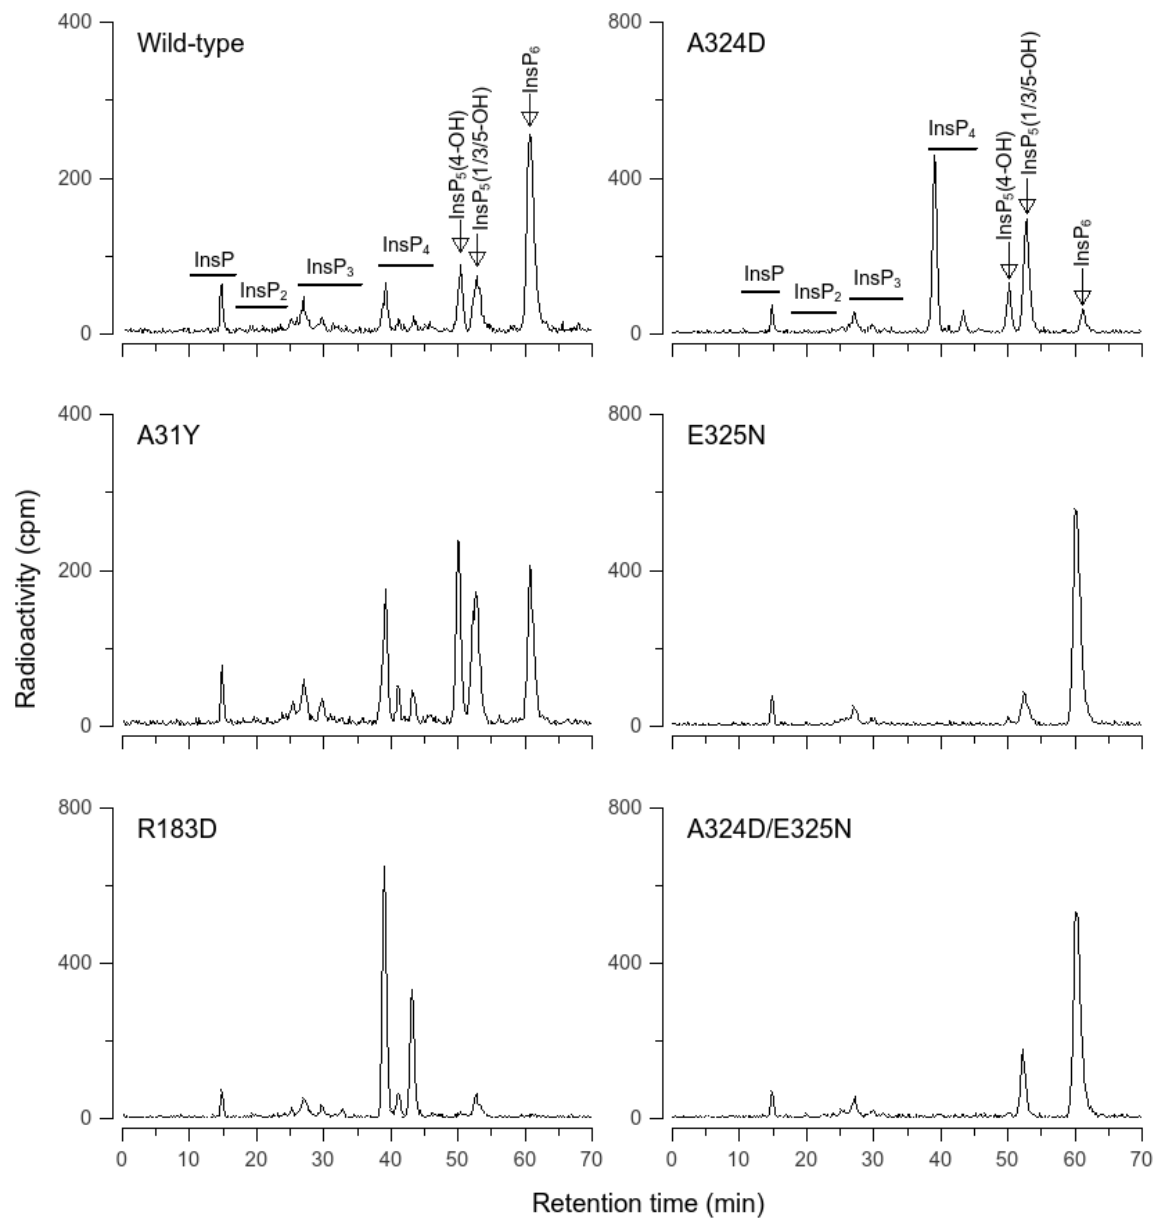 Wild-type
400
200
0
InsP
InsP₂
InsP₃
InsP₄
InsP₅(4-OH)
InsP₅(1/3/5-OH)
InsP₆
A324D
800
400
0
InsP
InsP₂
InsP₃
InsP₄
InsP₅(4-OH)
InsP₅(1/3/5-OH)
InsP₆
A31Y
400
200
0
E325N
800
400
0
Radioactivity (cpm)
R183D
800
400
0
0 10 20 30 40 50 60 70
A324D/E325N
800
400
0
0 10 20 30 40 50 60 70
Retention time (min)